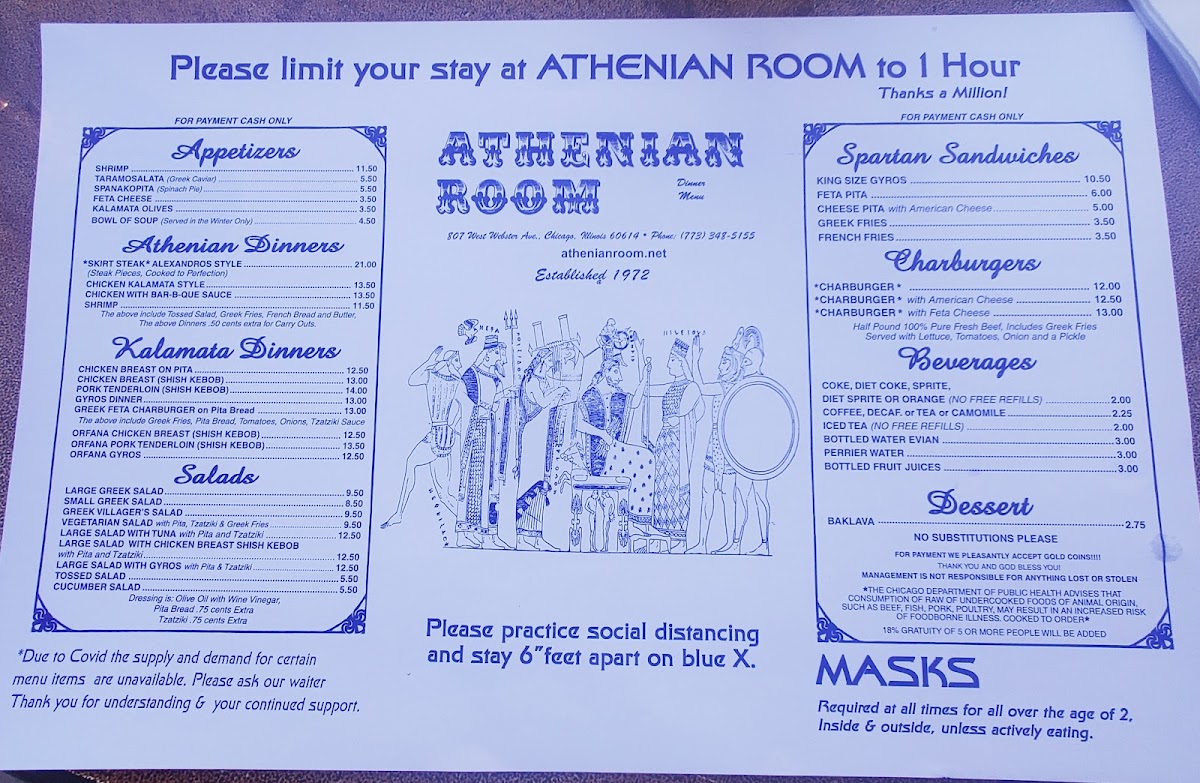 Please limit your stay at ATHENIAN ROOM to 1 Hour
Thanks a Million!
FOR PAYMENT CASH ONLY
Appetizers
SHRIMP 11.50
TARAMOSALATA (Greek Caviar) 5.50
SPANAKOPITA (Spinach Pie) 5.50
FETA CHEESE 3.50
KALAMATA OLIVES 3.50
BOWL OF SOUP (Served in the Winter Only) 4.50
Athenian Dinners
*SKIRT STEAK* ALEXANDROS STYLE 21.00
(Steak Pieces, Cooked to Perfection)
CHICKEN KALAMATA STYLE 13.50
CHICKEN WITH BAR-B-QUE SAUCE 13.50
SHRIMP 11.50
The above include Tossed Salad, Greek Fries, French Bread and Butter,
The above Dinners .50 cents extra for Carry Outs.
Kalamata Dinners
CHICKEN BREAST ON PITA 12.50
CHICKEN BREAST (SHISH KEBOB) 13.00
PORK TENDERLOIN (SHISH KEBOB) 14.00
GYROS DINNER 13.00
GREEK FETA CHARBURGER on Pita Bread 13.00
The above include Greek Fries, Pita Bread, Tomatoes, Onions, Tzatziki Sauce
ORFANA CHICKEN BREAST (SHISH KEBOB) 12.50
ORFANA PORK TENDERLOIN (SHISH KEBOB) 13.50
ORFANA GYROS 12.50
Salads
LARGE GREEK SALAD 9.50
SMALL GREEK SALAD 8.50
GREEK VILLAGER'S SALAD 9.50
VEGETARIAN SALAD with Pita, Tzatziki & Greek Fries 9.50
LARGE SALAD WITH TUNA with Pita and Tzatziki 12.50
LARGE SALAD WITH CHICKEN BREAST SHISH KEBOB
with Pita and Tzatziki 12.50
LARGE SALAD WITH GYROS with Pita & Tzatziki 12.50
TOSSED SALAD 5.50
CUCUMBER SALAD 5.50
Dressing is: Olive Oil with Wine Vinegar,
Pita Bread .75 cents Extra
Tzatziki .75 cents Extra
*Due to Covid the supply and demand for certain
menu items are unavailable. Please ask our waiter
Thank you for understanding & your continued support.
ATHENIAN
ROOM
Dinner
Menu
807 West Webster Ave., Chicago, Illinois 60614 • Phone: (773) 348-5155
athenianroom.net
Established 1972
Please practice social distancing
and stay 6" feet apart on blue X.
FOR PAYMENT CASH ONLY
Spartan Sandwiches
KING SIZE GYROS 10.50
FETA PITA 6.00
CHEESE PITA with American Cheese 5.00
GREEK FRIES 3.50
FRENCH FRIES 3.50
Charburgers
*CHARBURGER* 12.00
*CHARBURGER* with American Cheese 12.50
*CHARBURGER* with Feta Cheese 13.00
Half Pound 100% Pure Fresh Beef, Includes Greek Fries
Served with Lettuce, Tomatoes, Onion and a Pickle
Beverages
COKE, DIET COKE, SPRITE,
DIET SPRITE OR ORANGE (NO FREE REFILLS) 2.00
COFFEE, DECAF. or TEA or CAMOMILE 2.25
ICED TEA (NO FREE REFILLS) 2.00
BOTTLED WATER EVIAN 3.00
PERRIER WATER 3.00
BOTTLED FRUIT JUICES 3.00
Dessert
BAKLAVA 2.75
NO SUBSTITUTIONS PLEASE
FOR PAYMENT WE PLEASANTLY ACCEPT GOLD COINS!!!!
THANK YOU AND GOD BLESS YOU!
MANAGEMENT IS NOT RESPONSIBLE FOR ANYTHING LOST OR STOLEN
*THE CHICAGO DEPARTMENT OF PUBLIC HEALTH ADVISES THAT
CONSUMPTION OF RAW OF UNDERCOOKED FOODS OF ANIMAL ORIGIN,
SUCH AS BEEF, FISH, PORK, POULTRY, MAY RESULT IN AN INCREASED RISK
OF FOODBORNE ILLNESS. COOKED TO ORDER*
18% GRATUITY OF 5 OR MORE PEOPLE WILL BE ADDED
MASKS
Required at all times for all over the age of 2,
Inside & outside, unless actively eating.